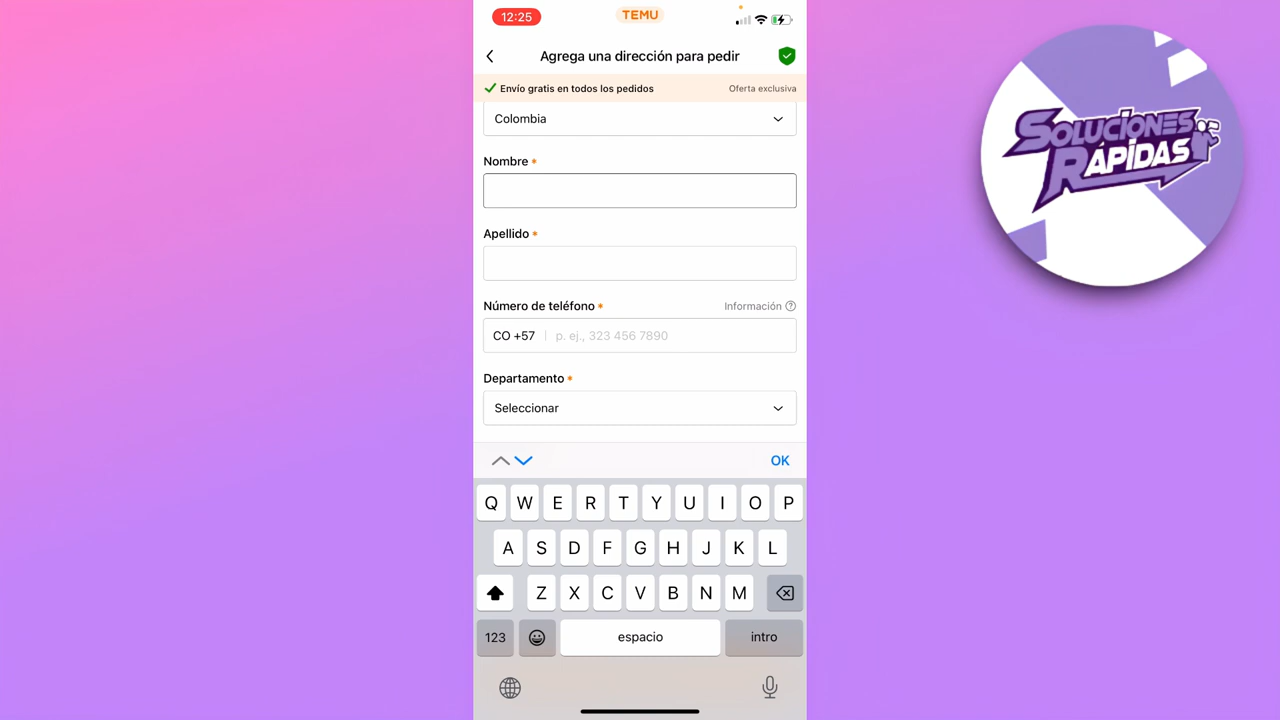 12:25
TEMU
Agrega una dirección para pedir
Envío gratis en todos los pedidos Oferta exclusiva
Colombia
Nombre *
Apellido *
Número de teléfono * Información ?
CO +57 p. ej., 323 456 7890
Departamento *
Seleccionar
OK
Q W E R T Y U I O P
A S D F G H J K L
Z X C V B N M
123 espacio intro
SOLUCIONES
RÁPIDAS